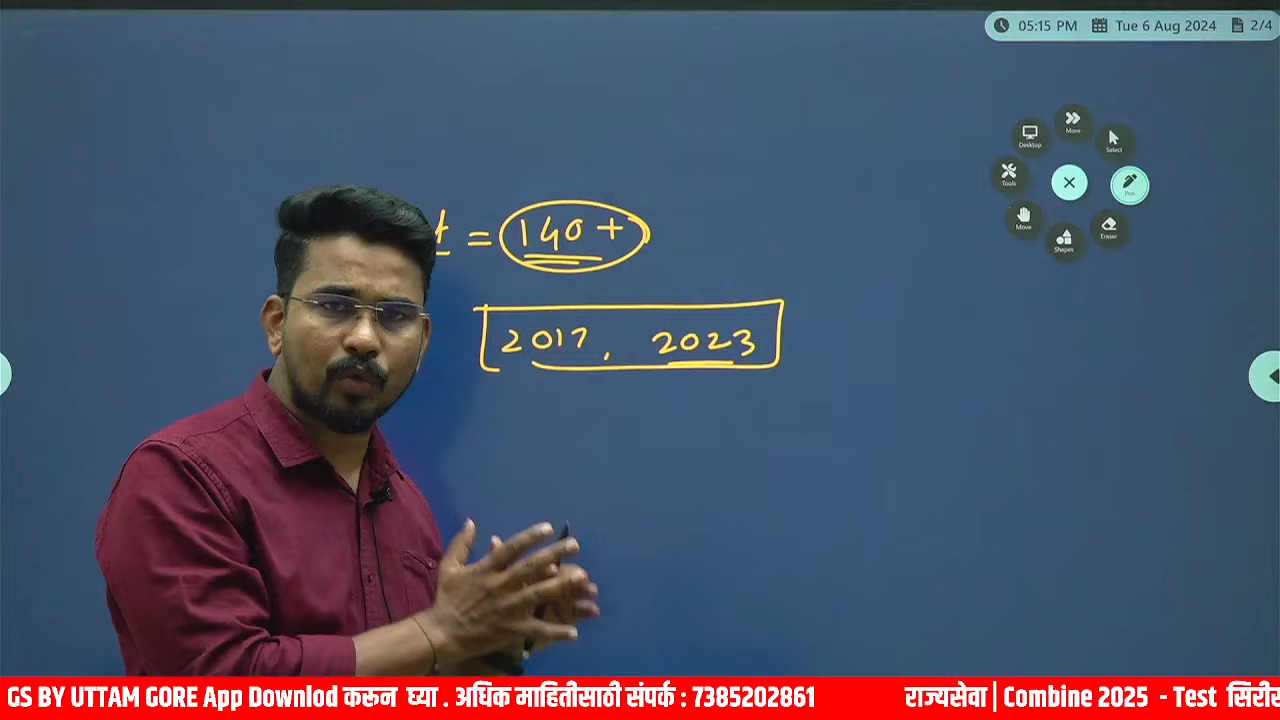 05:15 PM Tue 6 Aug 2024 2/4
More
Desktop
Select
Tools
Pen
Move
Eraser
Shapes
t = 140+
2017, 2023
GS BY UTTAM GORE App Downlod करून घ्या . अधिक माहितीसाठी संपर्क : 7385202861 राज्यसेवा | Combine 2025 - Test सिरीस